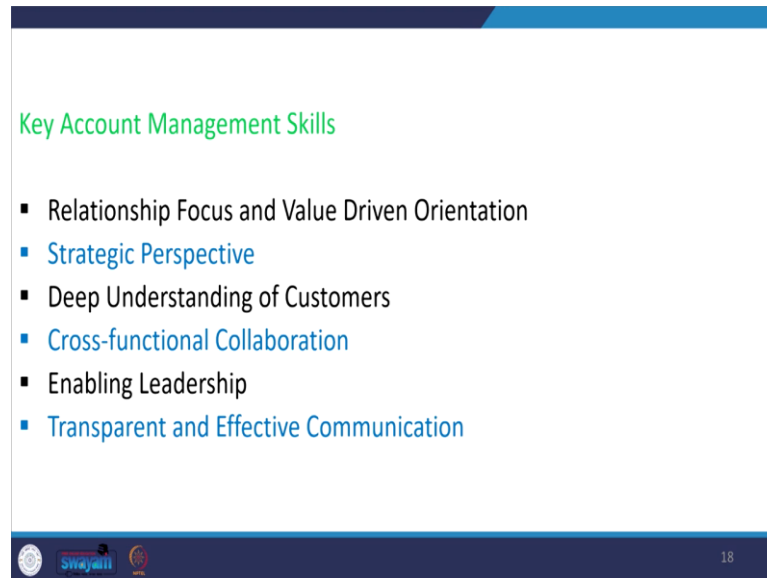 Key Account Management Skills
▪ Relationship Focus and Value Driven Orientation
▪ Strategic Perspective
▪ Deep Understanding of Customers
▪ Cross-functional Collaboration
▪ Enabling Leadership
▪ Transparent and Effective Communication
swayam
18